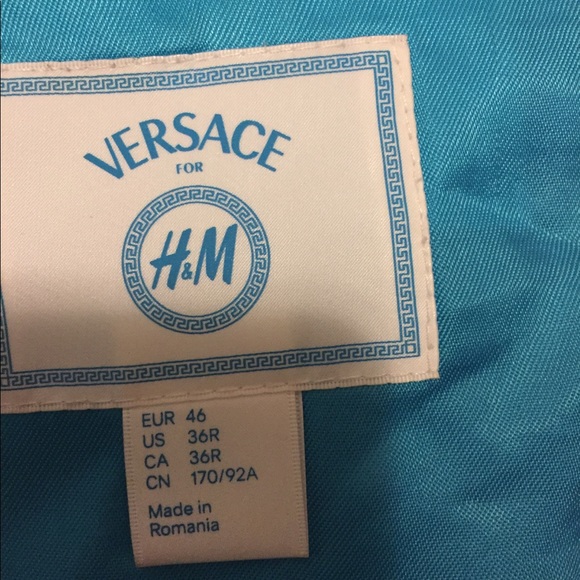 VERSACE
FOR
H&M
EUR 46
US 36R
CA 36R
CN 170/92A
Made in
Romania